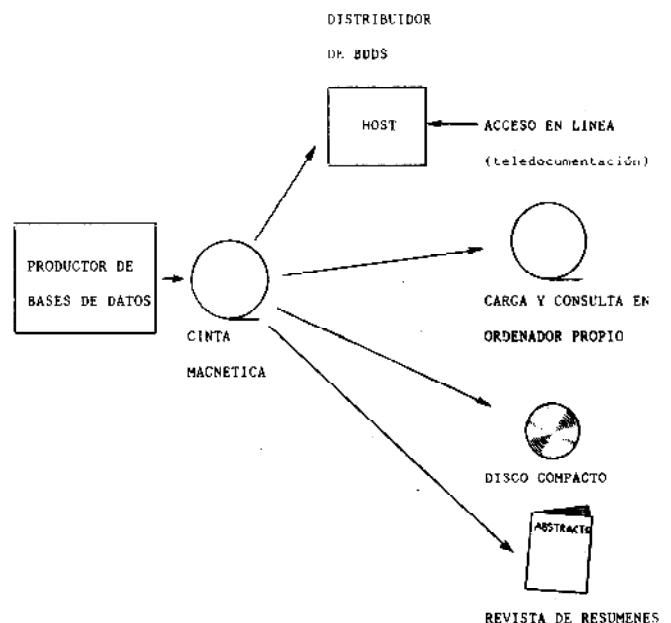 DISTRIBUIDOR
DE BDDS
HOST
ACCESO EN LINEA
(teledocumentación)
PRODUCTOR DE
BASES DE DATOS
CINTA
MAGNETICA
CARGA Y CONSULTA EN
ORDENADOR PROPIO
DISCO COMPACTO
ABSTRACTS
REVISTA DE RESUMENES